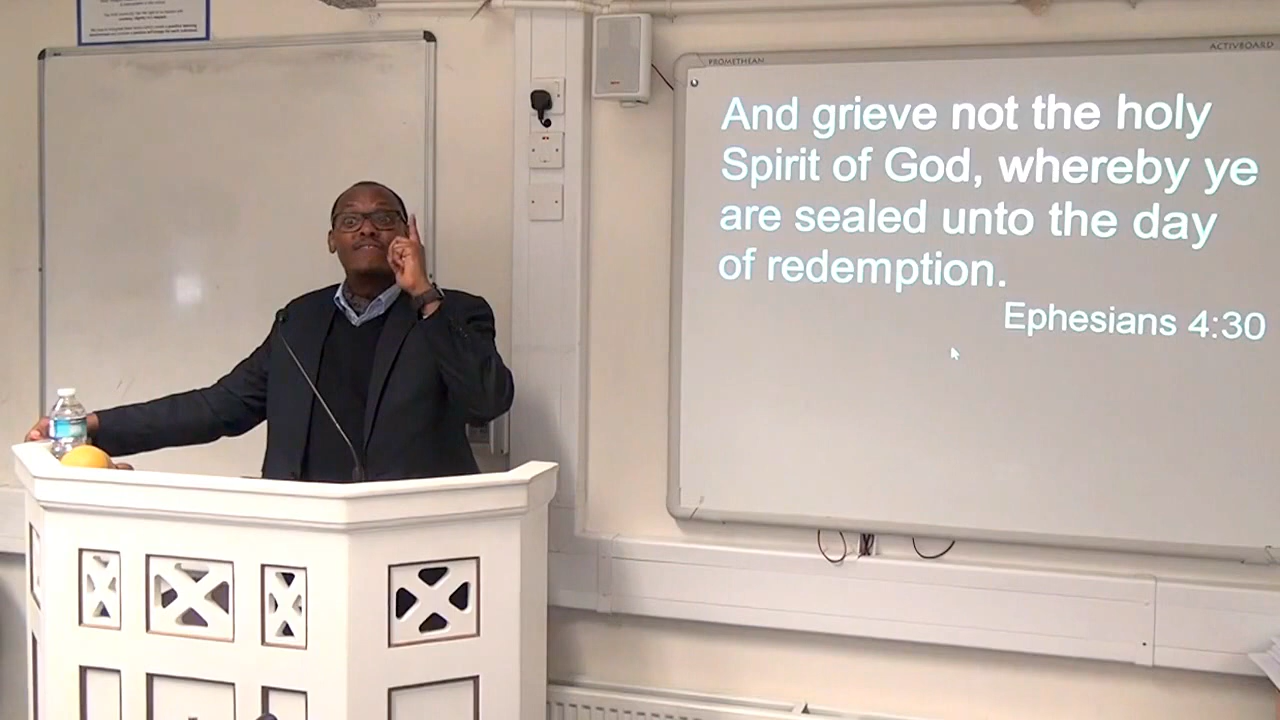 PROMETHEAN
ACTIVBOARD
And grieve not the holy
Spirit of God, whereby ye
are sealed unto the day
of redemption.
Ephesians 4:30